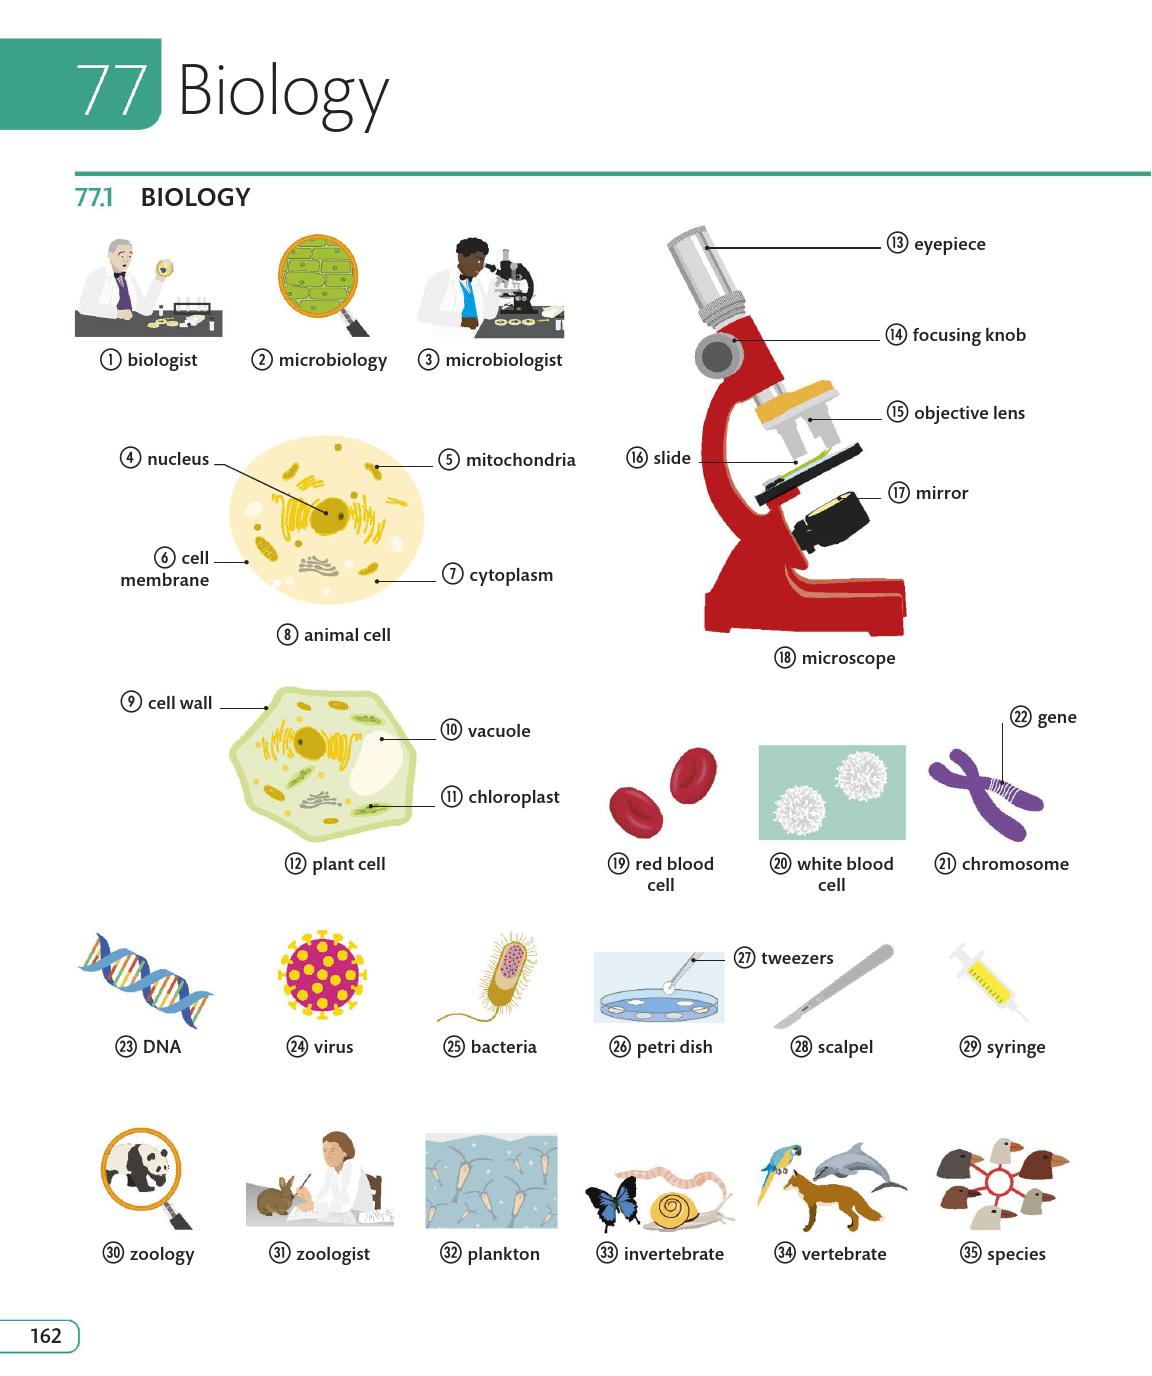 77 Biology
77.1 BIOLOGY
1 biologist
2 microbiology
3 microbiologist
4 nucleus
5 mitochondria
6 cell
membrane
7 cytoplasm
8 animal cell
9 cell wall
10 vacuole
11 chloroplast
12 plant cell
13 eyepiece
14 focusing knob
15 objective lens
16 slide
17 mirror
18 microscope
19 red blood
cell
20 white blood
cell
21 chromosome
22 gene
23 DNA
24 virus
25 bacteria
26 petri dish
27 tweezers
28 scalpel
29 syringe
30 zoology
31 zoologist
32 plankton
33 invertebrate
34 vertebrate
35 species
162